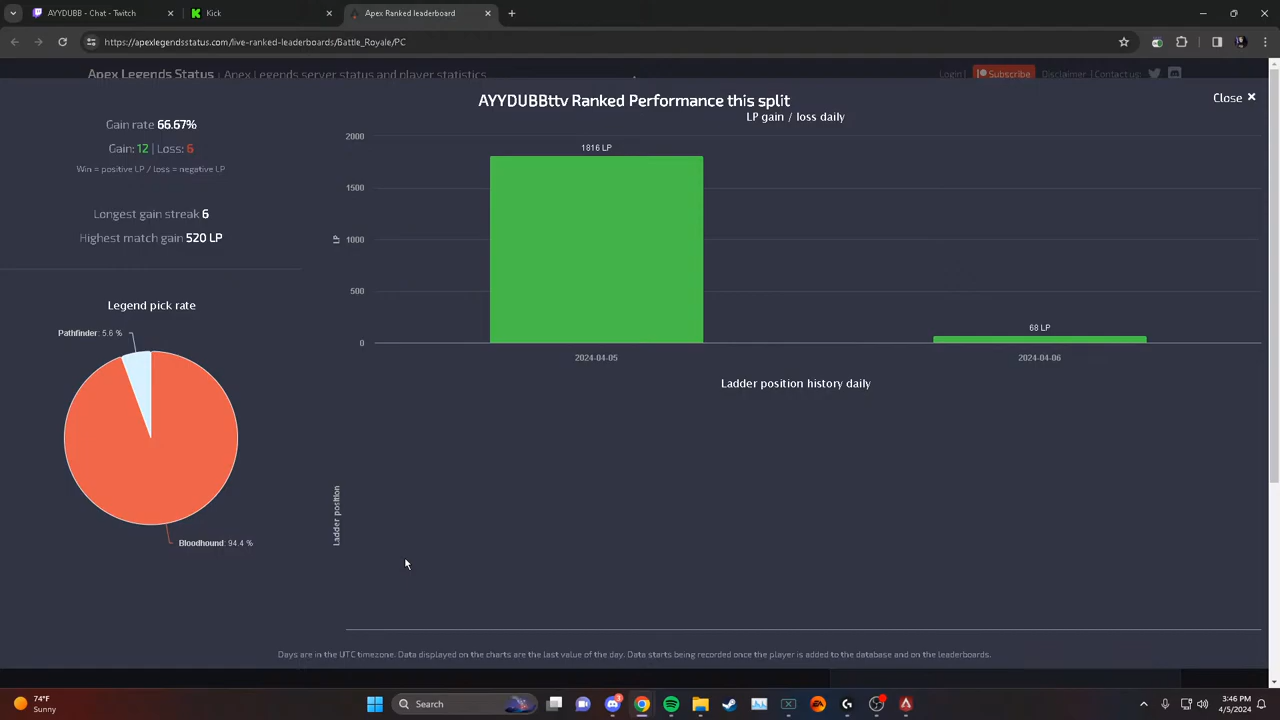 AYYDUBB - Chat - Twitch
Kick
Apex Ranked leaderboard
https://apexlegendsstatus.com/live-ranked-leaderboards/Battle_Royale/PC
Apex Legends Status | Apex Legends server status and player statistics
Login | Subscribe Disclaimer | Contact us:
AYYDUBBttv Ranked Performance this split
Close ×
Gain rate 66.67%
Gain: 12 | Loss: 6
Win = positive LP / loss = negative LP
Longest gain streak 6
Highest match gain 520 LP
Legend pick rate
Pathfinder: 5.6 %
Bloodhound: 94.4 %
LP gain / loss daily
2000
1500
1000
500
0
LP
1816 LP
68 LP
2024-04-05
2024-04-06
Ladder position history daily
Ladder position
Days are in the UTC timezone. Data displayed on the charts are the last value of the day. Data starts being recorded once the player is added to the database and on the leaderboards.
74°F
Sunny
Search
3
3:46 PM
4/5/2024